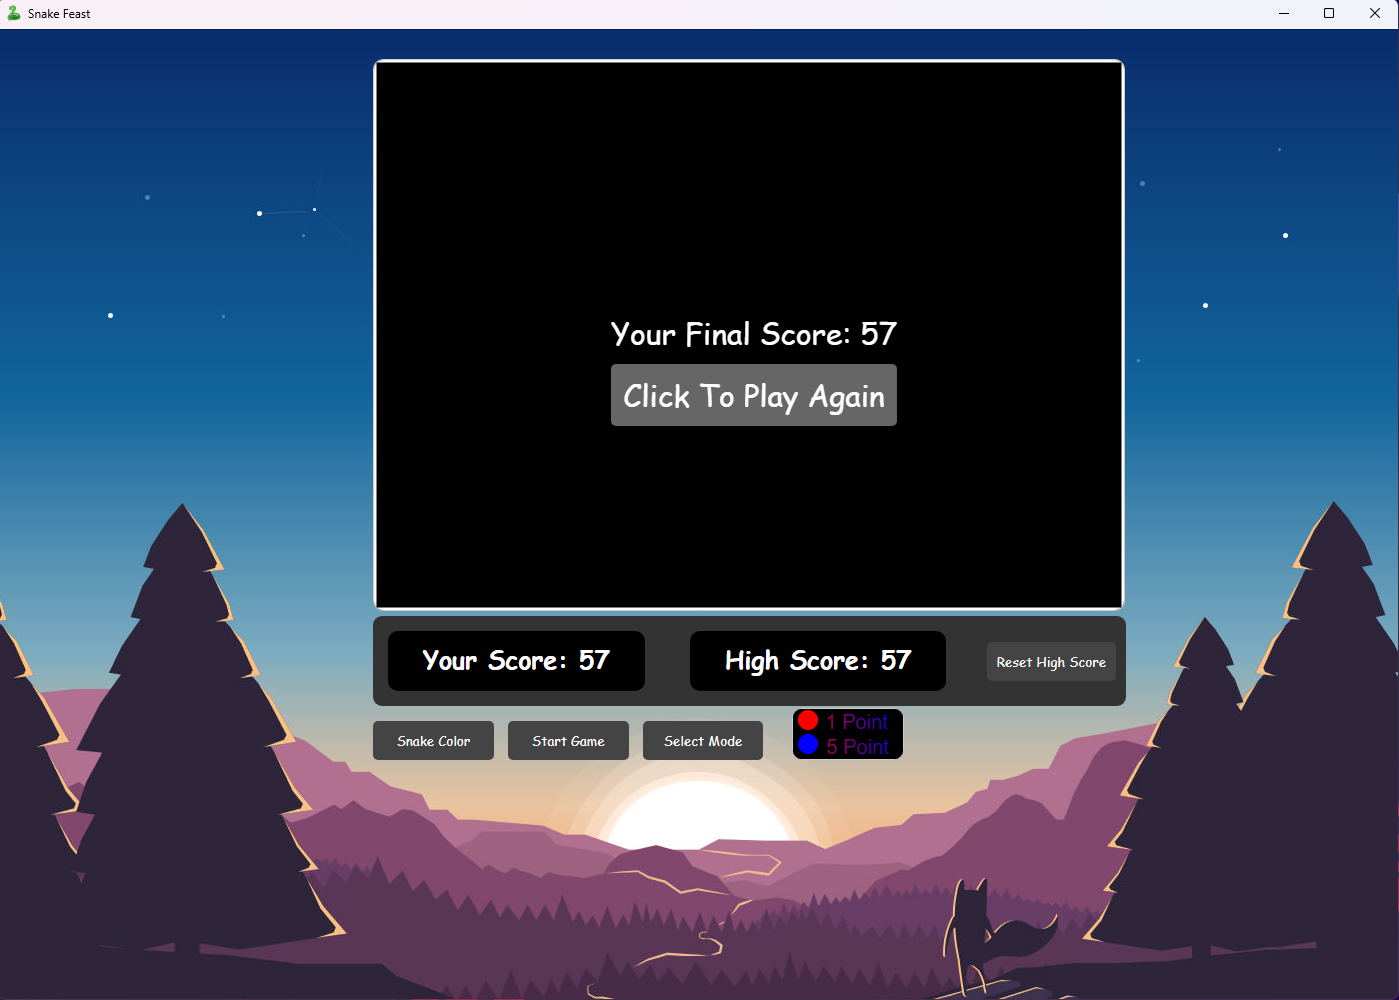 Snake Feast
Your Final Score: 57
Click To Play Again
Your Score: 57
High Score: 57
Reset High Score
Snake Color
Start Game
Select Mode
1 Point
5 Point